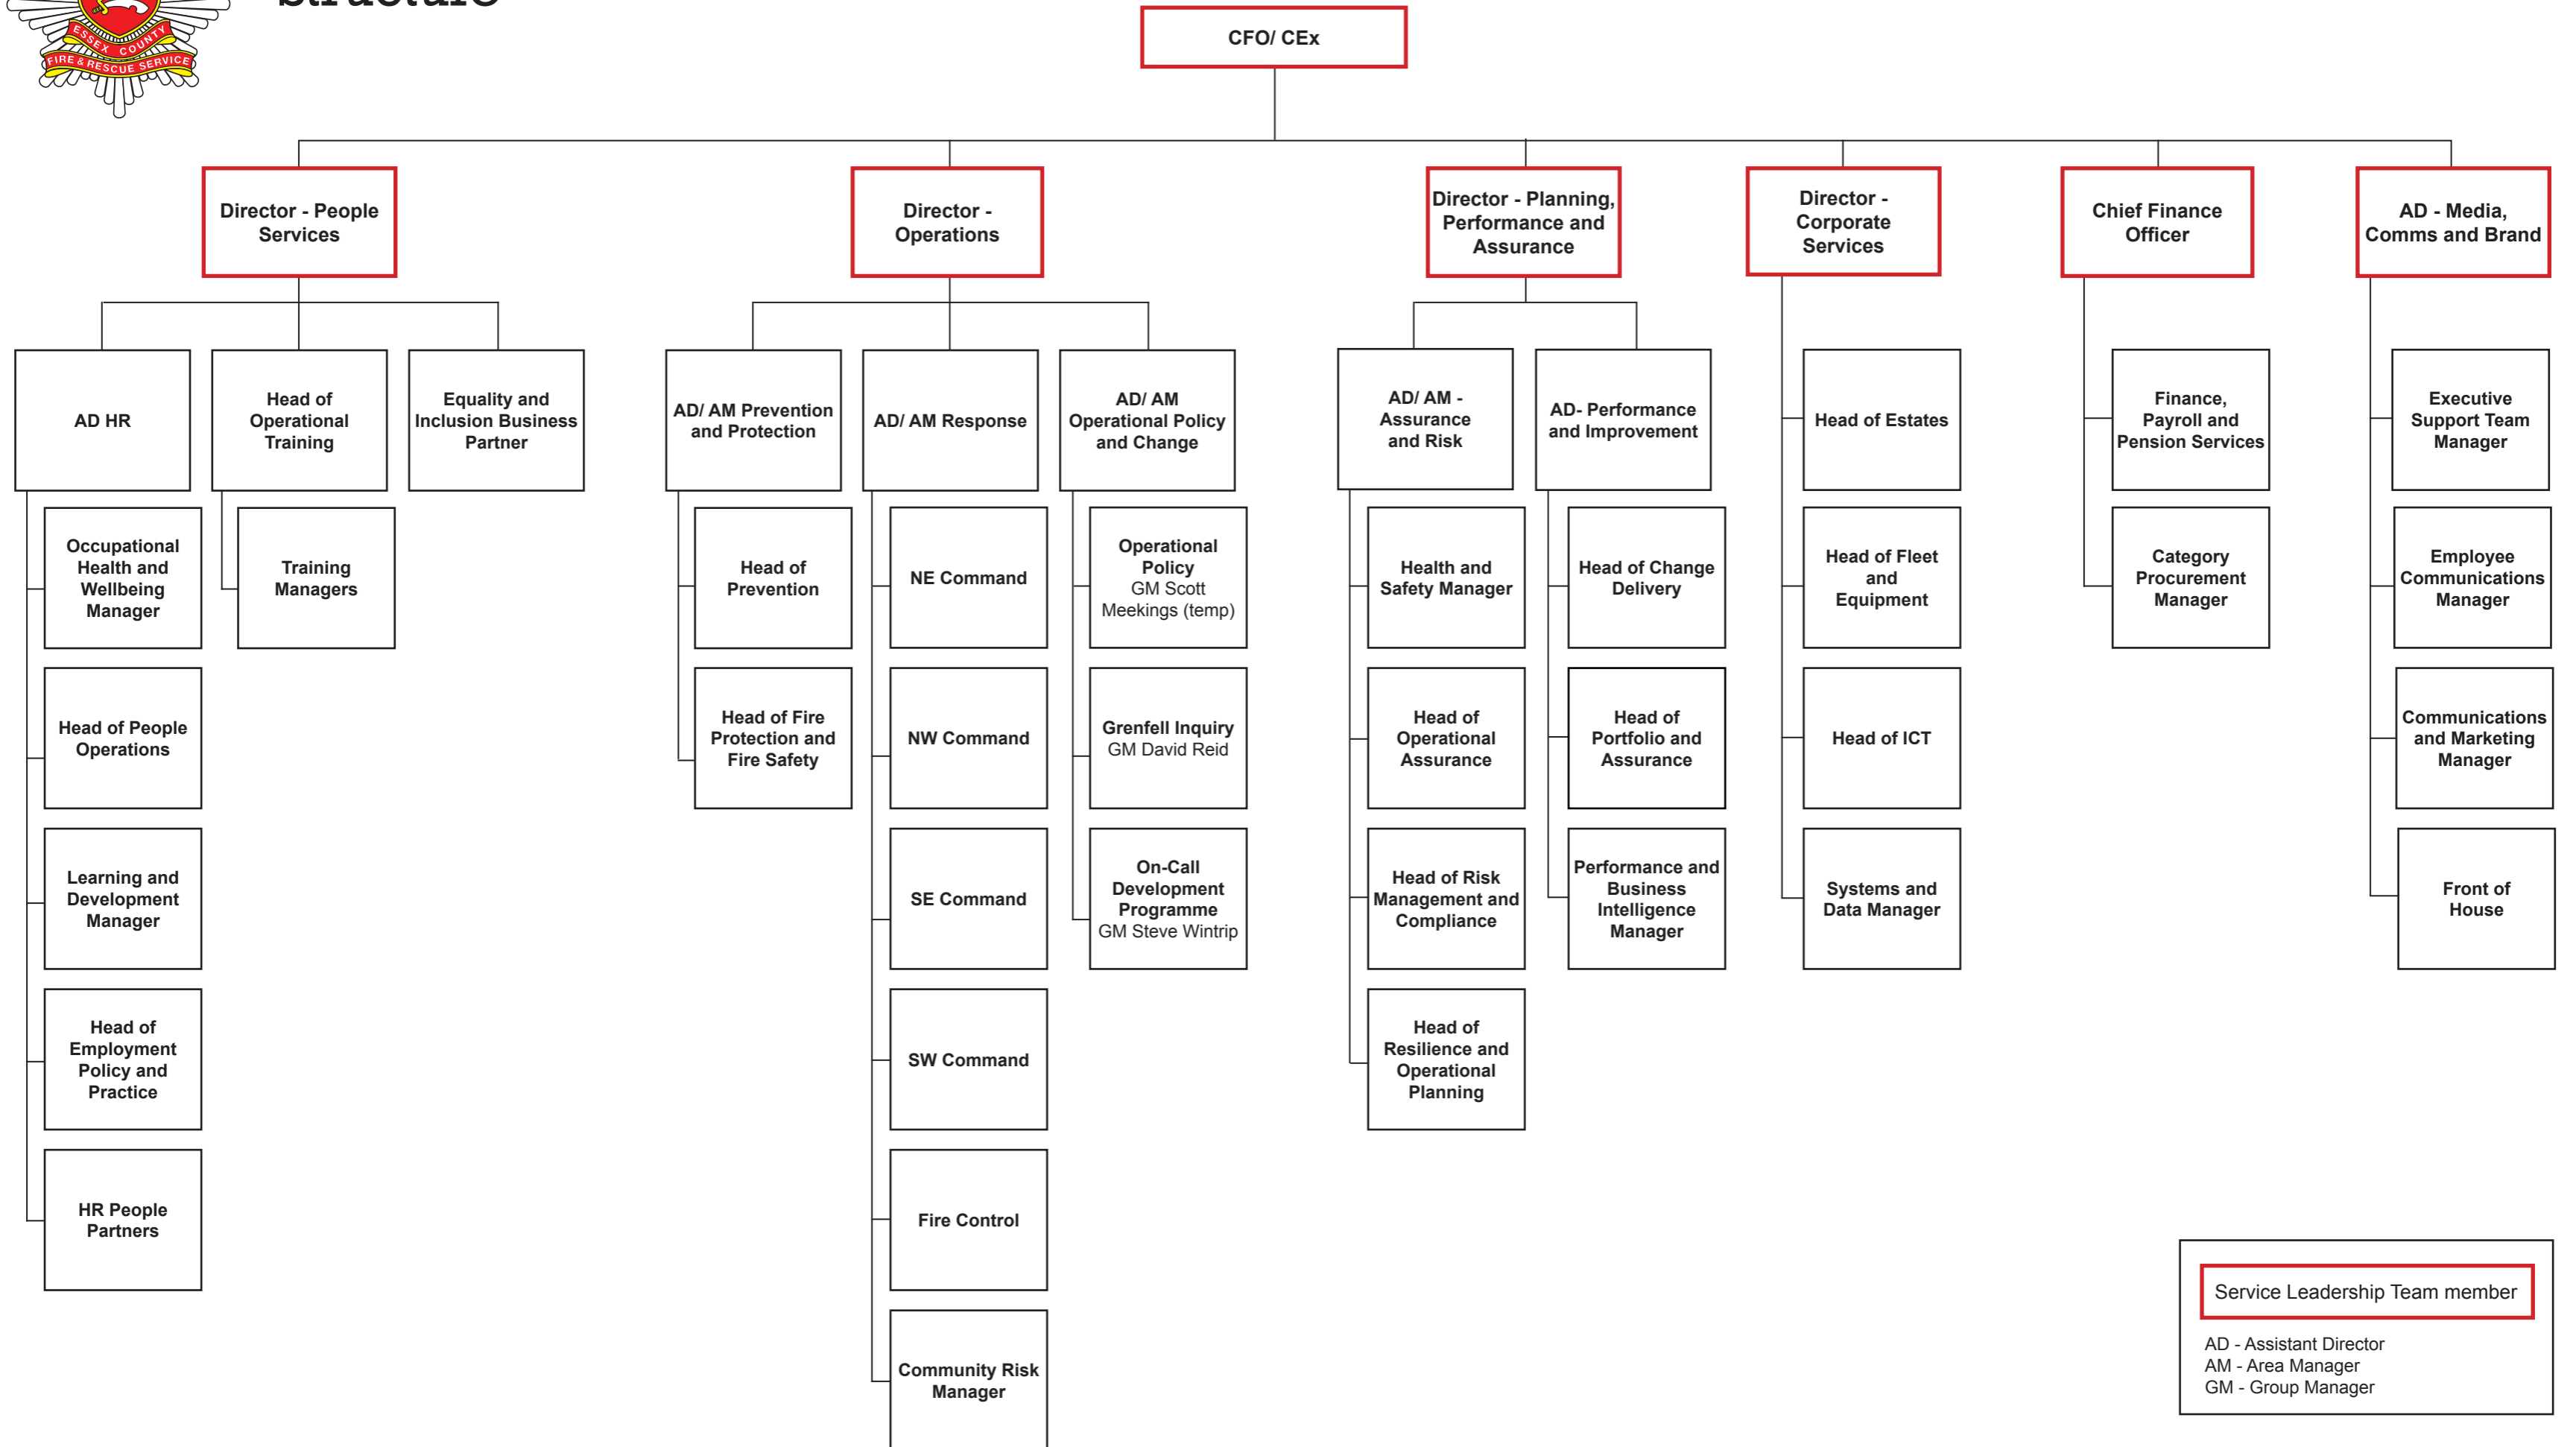 ESSEX COUNTY
FIRE & RESCUE SERVICE
CFO/ CEx
Director - People
Services
Director -
Operations
Director - Planning,
Performance and
Assurance
Director -
Corporate
Services
Chief Finance
Officer
AD - Media,
Comms and Brand
AD HR
Head of
Operational
Training
Equality and
Inclusion Business
Partner
AD/ AM Prevention
and Protection
AD/ AM Response
AD/ AM
Operational Policy
and Change
AD/ AM -
Assurance
and Risk
AD- Performance
and Improvement
Head of Estates
Finance,
Payroll and
Pension Services
Executive
Support Team
Manager
Occupational
Health and
Wellbeing
Manager
Training
Managers
Head of
Prevention
NE Command
Operational
Policy
GM Scott
Meekings (temp)
Health and
Safety Manager
Head of Change
Delivery
Head of Fleet
and
Equipment
Category
Procurement
Manager
Employee
Communications
Manager
Head of People
Operations
Head of Fire
Protection and
Fire Safety
NW Command
Grenfell Inquiry
GM David Reid
Head of
Operational
Assurance
Head of
Portfolio and
Assurance
Head of ICT
Communications
and Marketing
Manager
Learning and
Development
Manager
SE Command
On-Call
Development
Programme
GM Steve Wintrip
Head of Risk
Management and
Compliance
Performance and
Business
Intelligence
Manager
Systems and
Data Manager
Front of
House
Head of
Employment
Policy and
Practice
SW Command
Head of
Resilience and
Operational
Planning
HR People
Partners
Fire Control
Community Risk
Manager
Service Leadership Team member
AD - Assistant Director
AM - Area Manager
GM - Group Manager